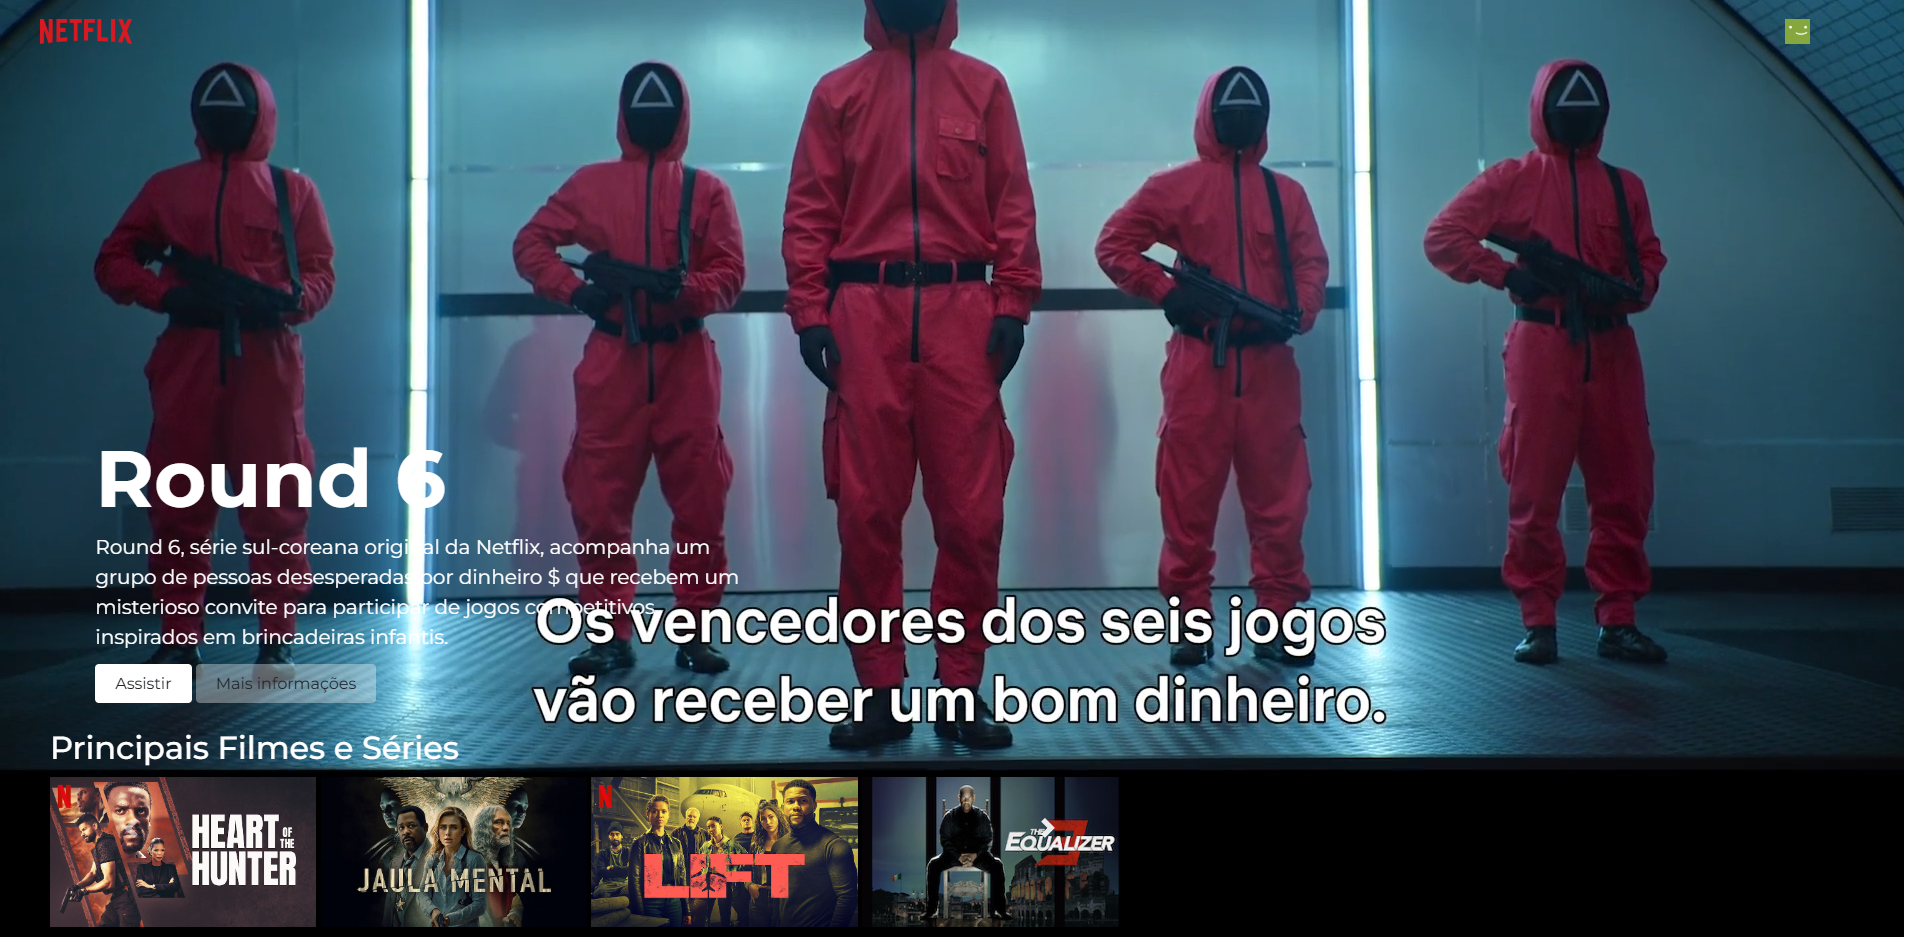 NETFLIX
Round 6
Round 6, série sul-coreana original da Netflix, acompanha um
grupo de pessoas desesperadas por dinheiro $ que recebem um
misterioso convite para participar de jogos competitivos
inspirados em brincadeiras infantis.
Os vencedores dos seis jogos
vão receber um bom dinheiro.
Assistir
Mais informações
Principais Filmes e Séries
N
HEART OF THE HUNTER
JAULA MENTAL
N
LIFT
THE
EQUALIZER
3